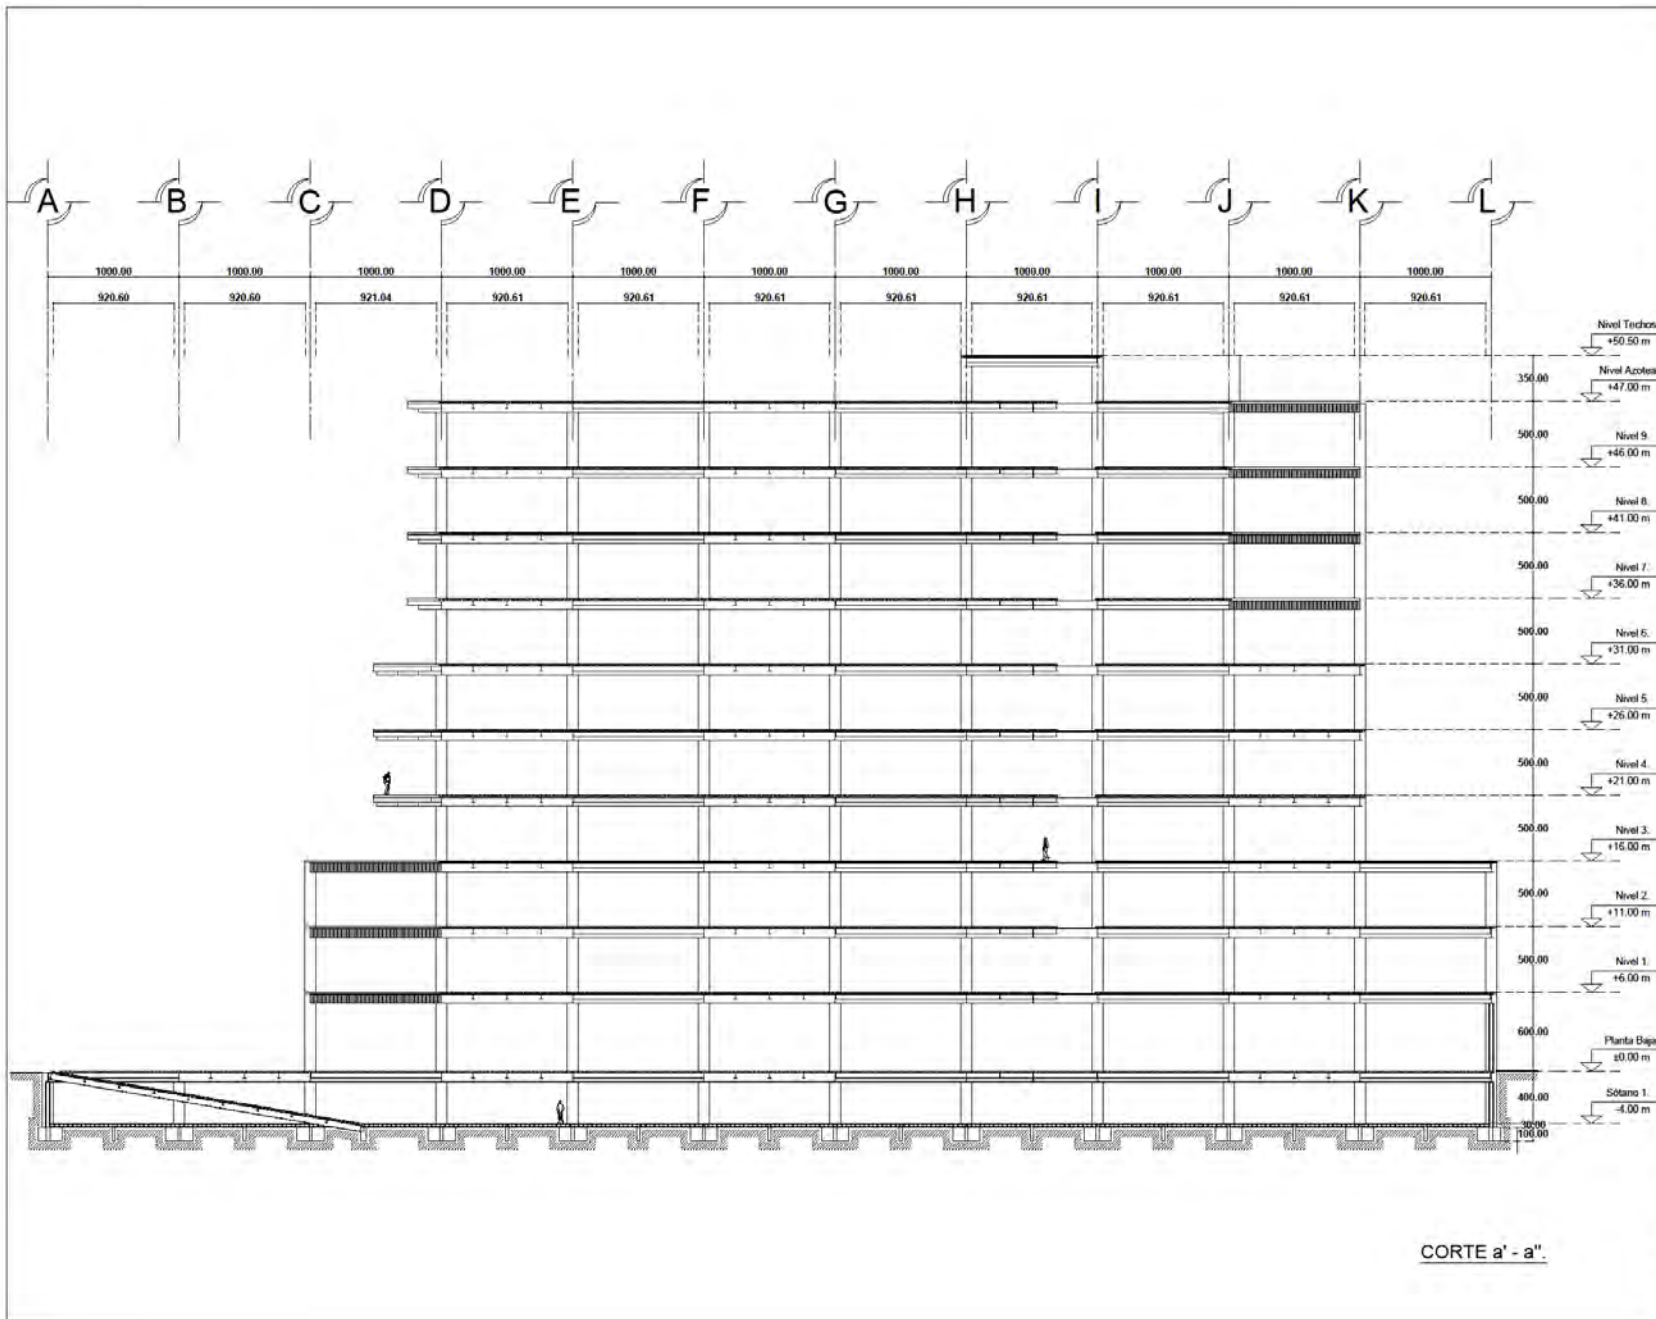 A B C D E F G H I J K L
1000.00 1000.00 1000.00 1000.00 1000.00 1000.00 1000.00 1000.00 1000.00 1000.00 1000.00
920.60 920.60 921.04 920.61 920.61 920.61 920.61 920.61 920.61 920.61 920.61
Nivel Techos
+50.50 m
350.00
Nivel Azotea
+47.00 m
500.00
Nivel 9.
+46.00 m
500.00
Nivel 8.
+41.00 m
500.00
Nivel 7.
+36.00 m
500.00
Nivel 6.
+31.00 m
500.00
Nivel 5.
+26.00 m
500.00
Nivel 4.
+21.00 m
500.00
Nivel 3.
+16.00 m
500.00
Nivel 2.
+11.00 m
500.00
Nivel 1.
+6.00 m
600.00
Planta Baja
±0.00 m
400.00
Sótano 1.
-4.00 m
30.00
100.00
CORTE a' - a".